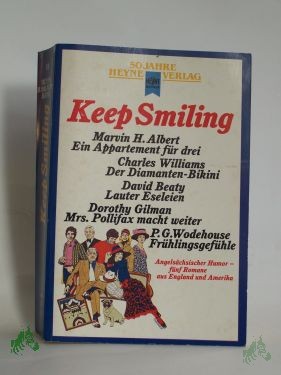 50 JAHRE
HEYNE VERLAG
Keep Smiling
Marvin H. Albert
Ein Appartement für drei
Charles Williams
Der Diamanten-Bikini
David Beaty
Lauter Eseleien
Dorothy Gilman
Mrs. Pollifax macht weiter
P.G. Wodehouse
Frühlingsgefühle
Angelsächsischer Humor –
fünf Romane
aus England und Amerika
Keep Smiling